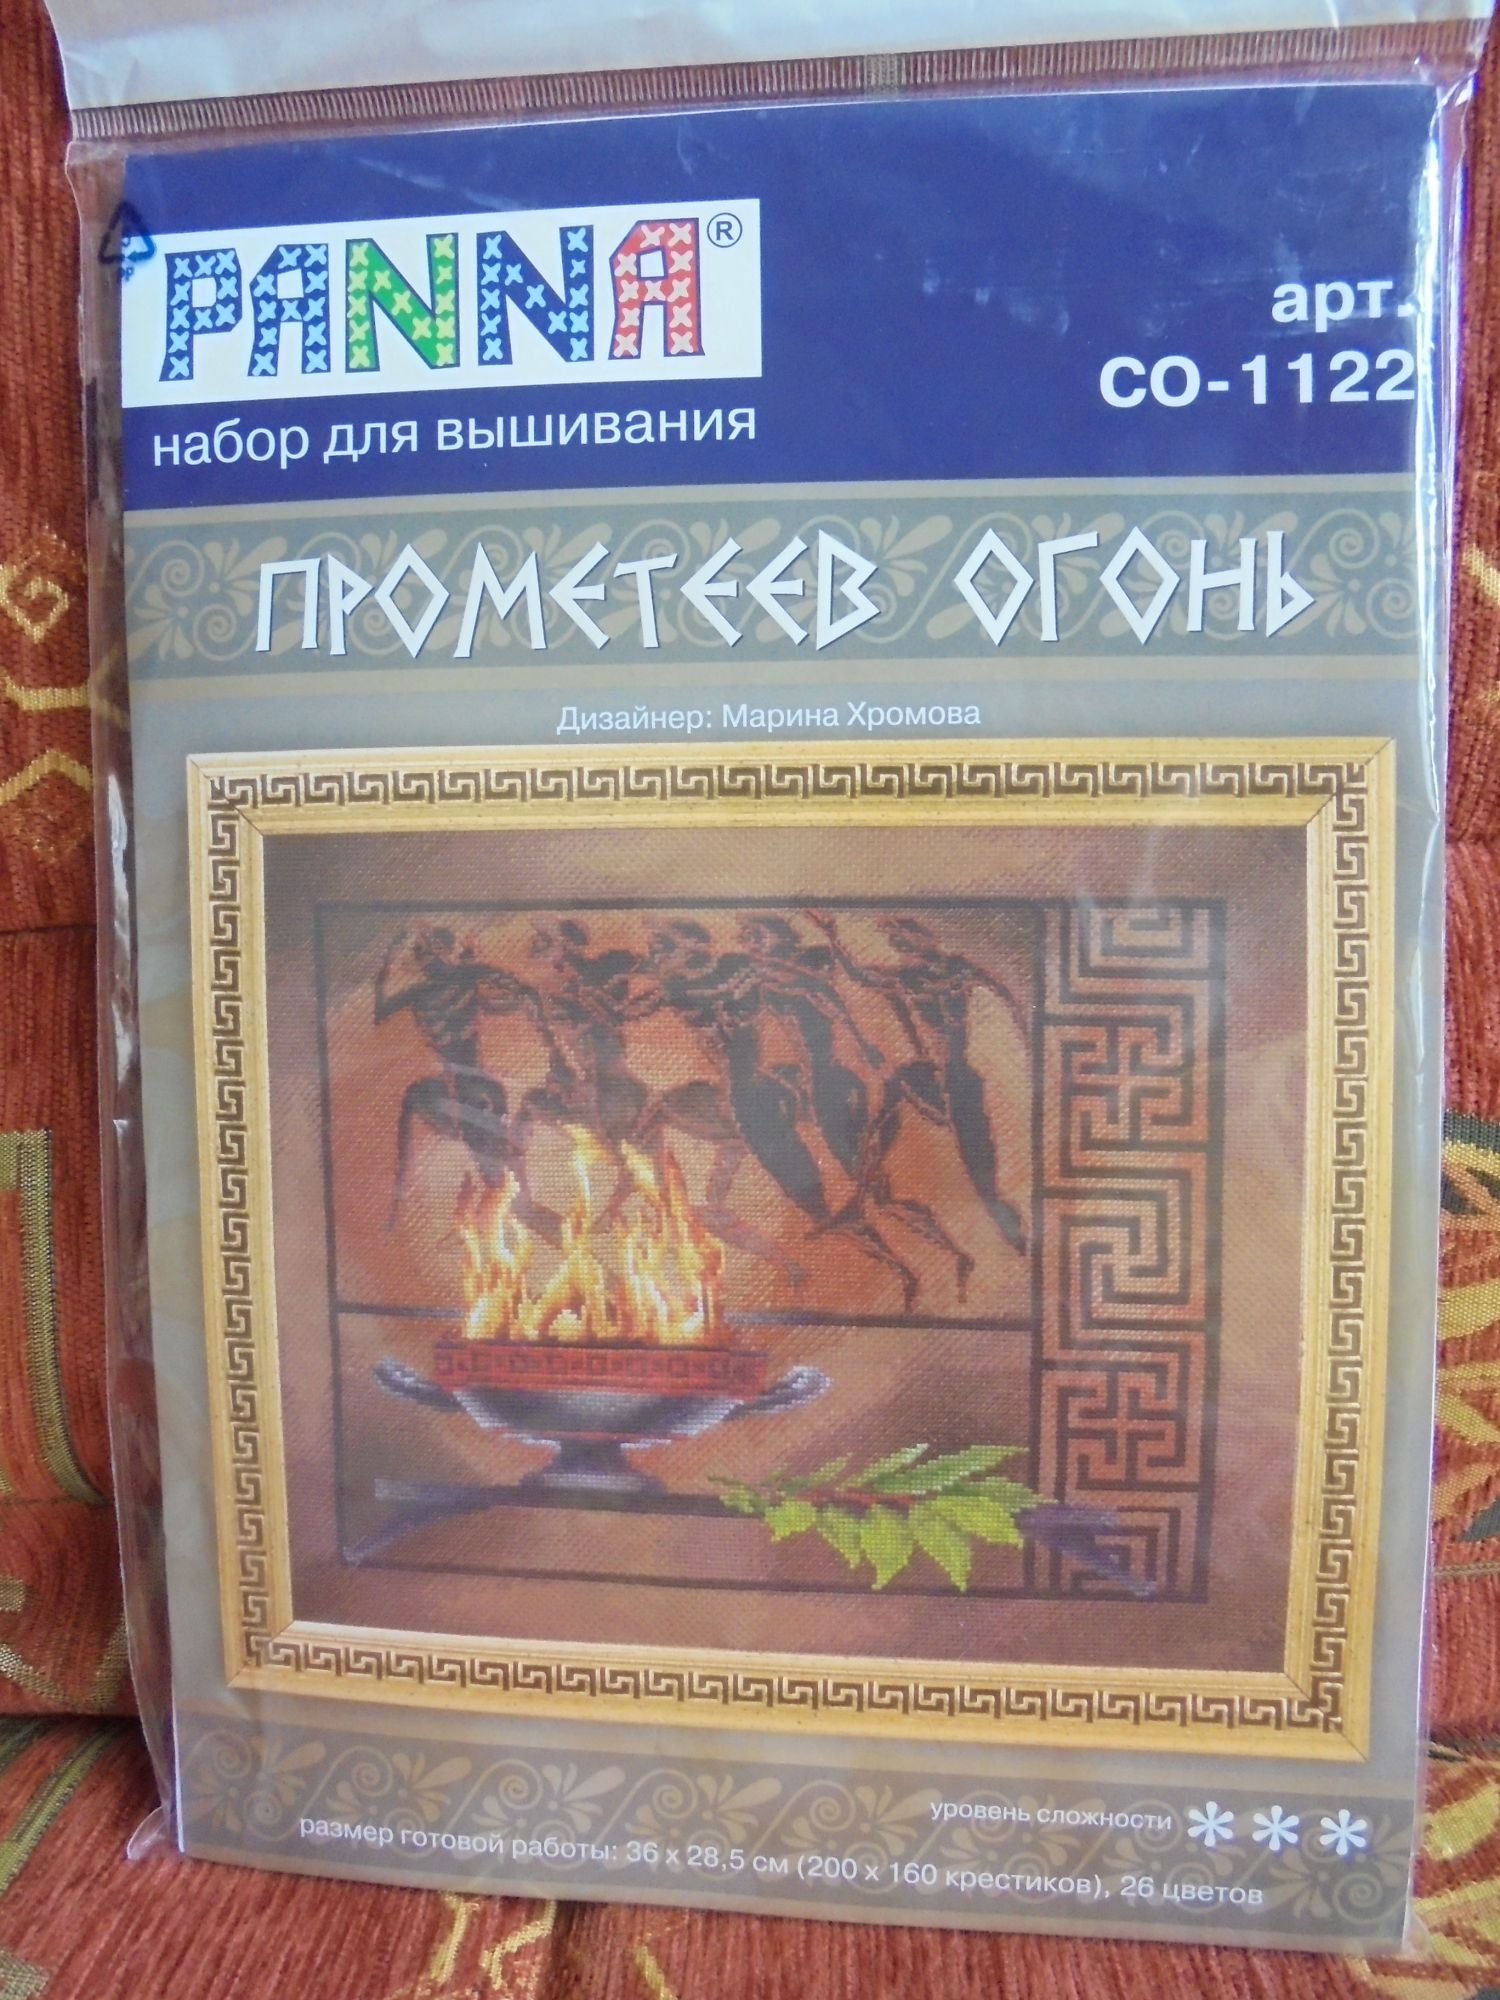 PANNA®
набор для вышивания
арт.
СО-1122
ПРОМЕТЕЕВ ОГОНЬ
Дизайнер: Марина Хромова
уровень сложности ***
размер готовой работы: 36 х 28,5 см (200 х 160 крестиков), 26 цветов